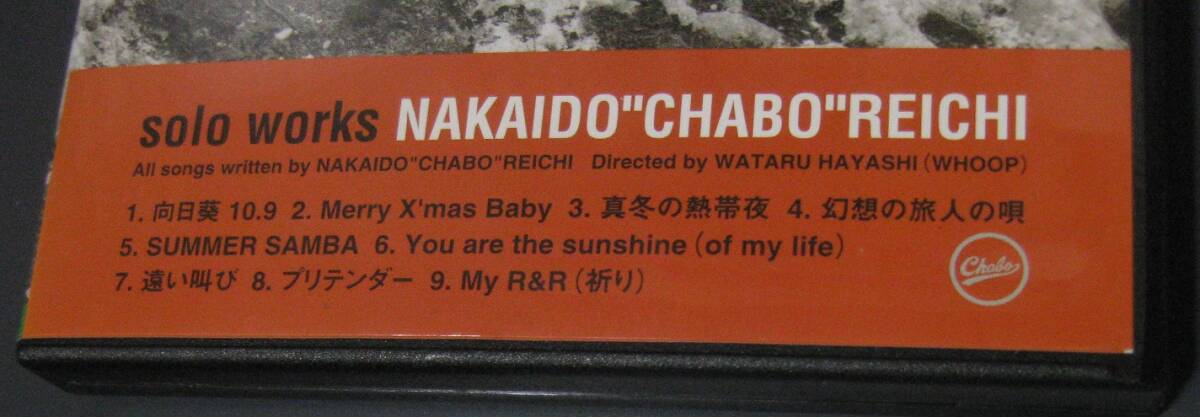 solo works NAKAIDO"CHABO"REICHI
All songs written by NAKAIDO"CHABO"REICHI Directed by WATARU HAYASHI (WHOOP)
1. 向日葵 10.9 2. Merry X'mas Baby 3. 真冬の熱帯夜 4. 幻想の旅人の唄
5. SUMMER SAMBA 6. You are the sunshine (of my life)
7. 遠い叫び 8. プリテンダー 9. My R&R (祈り)
Chabo